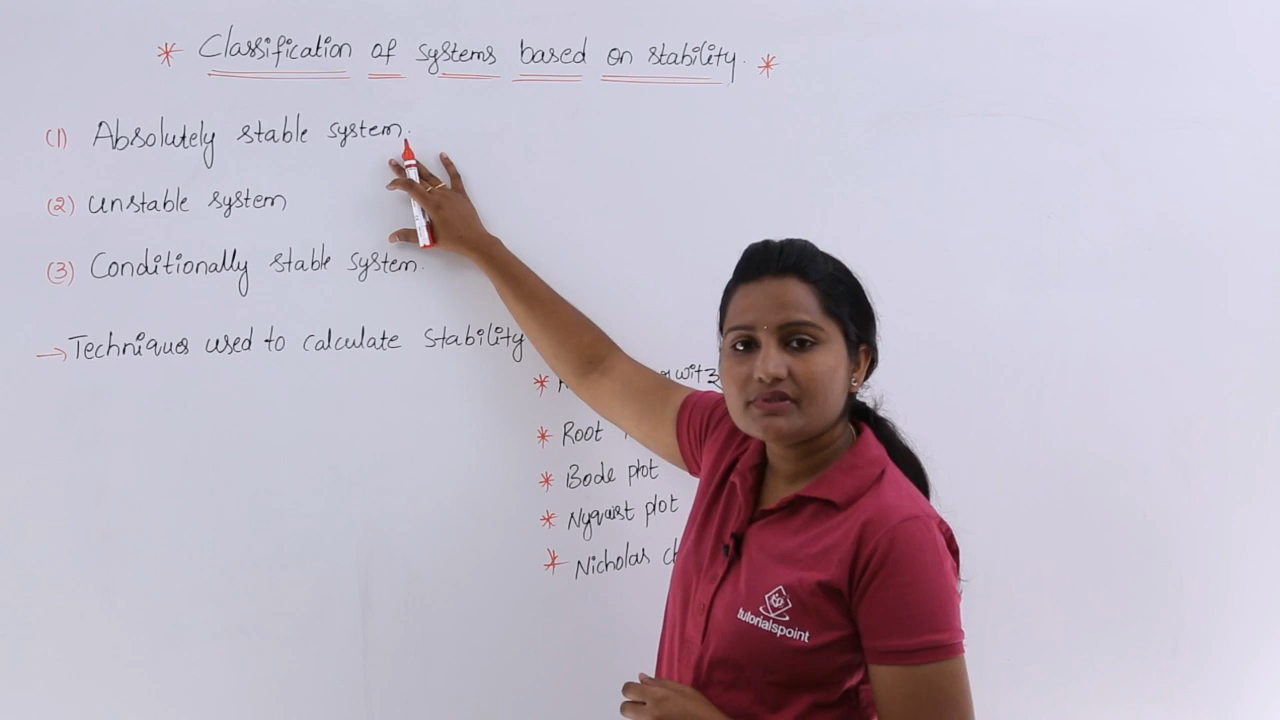 * Classification of systems based on stability. *
(1) Absolutely stable system.
(2) unstable system
(3) Conditionally stable system.
→ Techniques used to calculate stability
* Root
* Bode plot
* Nyquist plot
* Nicholas
tutorialspoint